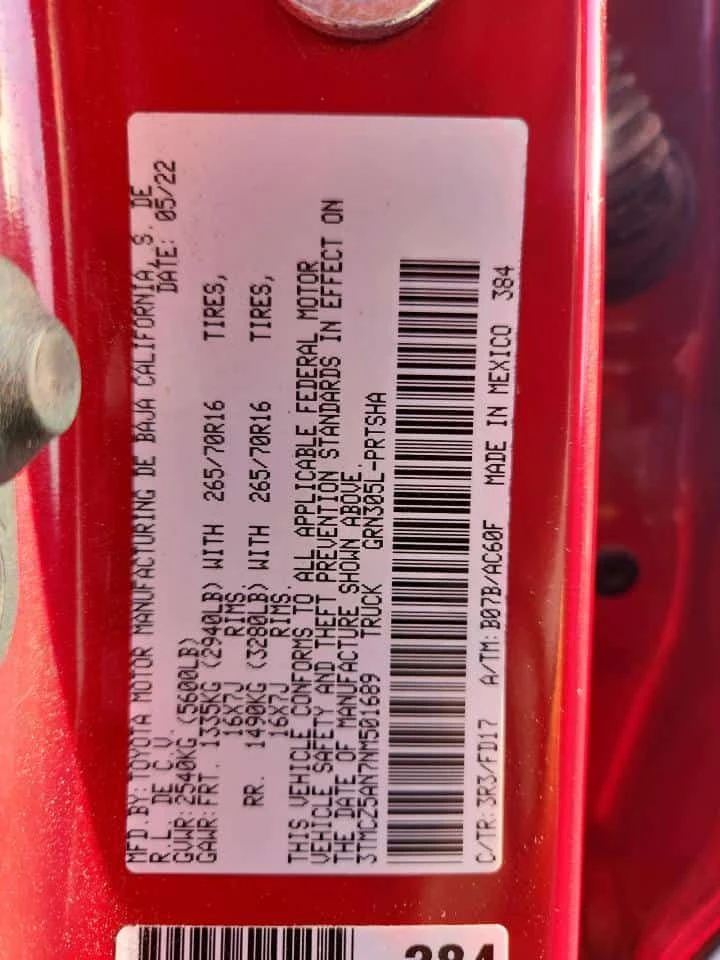 MFD.BY:TOYOTA MOTOR MANUFACTURING DE BAJA CALIFORNIA, S. DE
R.L. DE C.V. DATE: 05/22
GVWR:2540KG (5600LB)
GAWR:FRT. 1335KG (2940LB) WITH 265/70R16 TIRES,
16X7J RIMS.
RR. 1490KG (3280LB) WITH 265/70R16 TIRES,
16X7J RIMS.
THIS VEHICLE CONFORMS TO ALL APPLICABLE FEDERAL MOTOR
VEHICLE SAFETY AND THEFT PREVENTION STANDARDS IN EFFECT ON
THE DATE OF MANUFACTURE SHOWN ABOVE.
3TMCZ5AN7NM501689 TRUCK GRN305L-PRTSHA
C/TR:3R3/FD17 A/TM:B07B/AC60F MADE IN MEXICO 384
384